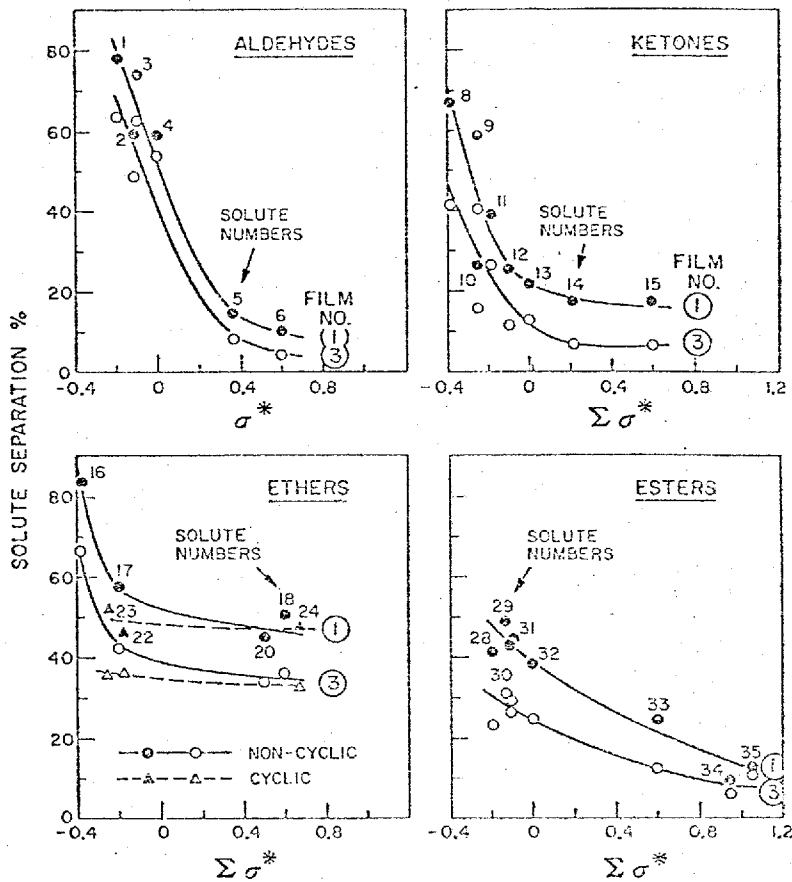 SOLUTE SEPARATION %
ALDEHYDES
80
60
40
20
0
1
3
2
4
SOLUTE
NUMBERS
5
6
FILM
NO.
(1)
3
-0.4
0
0.4
0.8
σ*
KETONES
8
9
11
10
12
13
SOLUTE
NUMBERS
14
15
FILM
NO.
1
3
-0.4
0
0.4
0.8
1.2
Σ σ*
ETHERS
80
60
40
20
0
16
17
23
22
SOLUTE
NUMBERS
18
24
20
1
3
NON-CYCLIC
CYCLIC
-0.4
0
0.4
0.8
Σ σ*
ESTERS
SOLUTE
NUMBERS
29
28
31
30
32
33
34
35
1
3
-0.4
0
0.4
0.8
1.2
Σ σ*